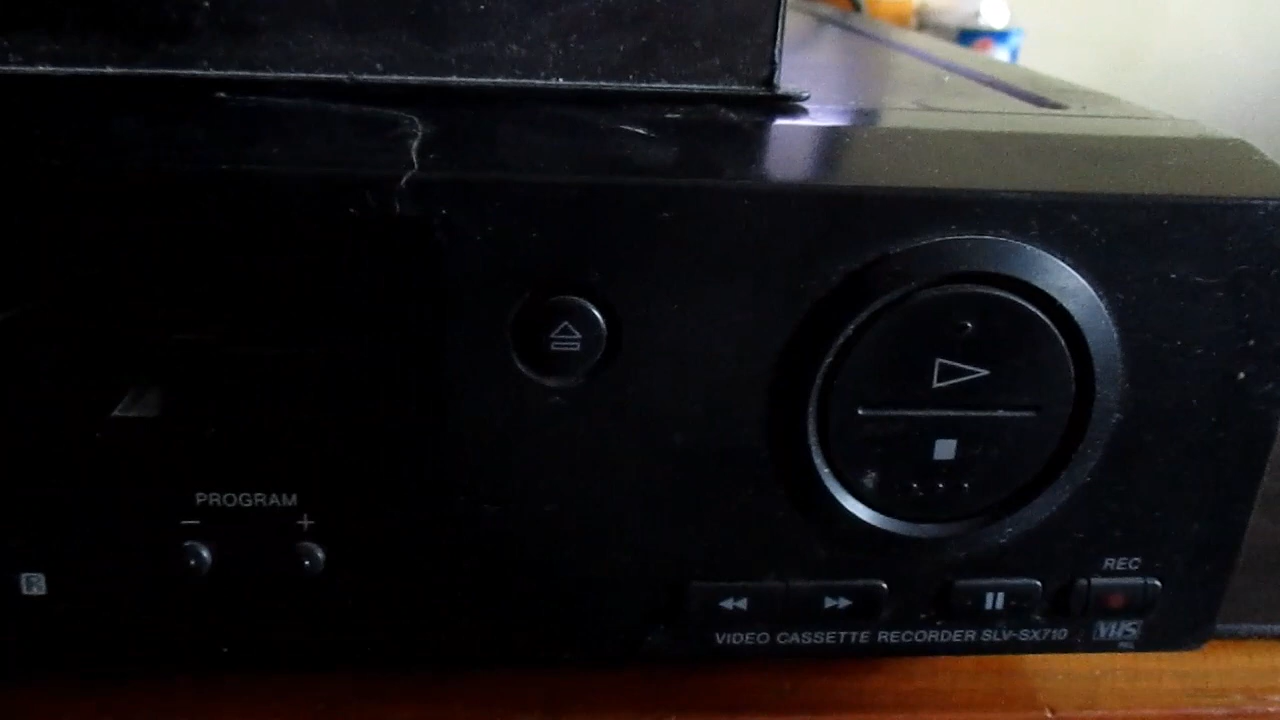 PROGRAM
- +
R
REC
VIDEO CASSETTE RECORDER SLV-SX710
VHS